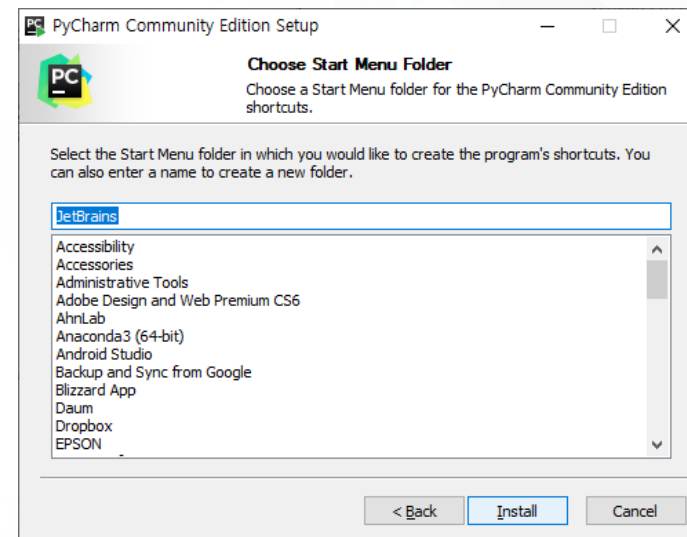 PyCharm Community Edition Setup
PC
Choose Start Menu Folder
Choose a Start Menu folder for the PyCharm Community Edition
shortcuts.
Select the Start Menu folder in which you would like to create the program's shortcuts. You
can also enter a name to create a new folder.
JetBrains
Accessibility
Accessories
Administrative Tools
Adobe Design and Web Premium CS6
AhnLab
Anaconda3 (64-bit)
Android Studio
Backup and Sync from Google
Blizzard App
Daum
Dropbox
EPSON
< Back
Install
Cancel